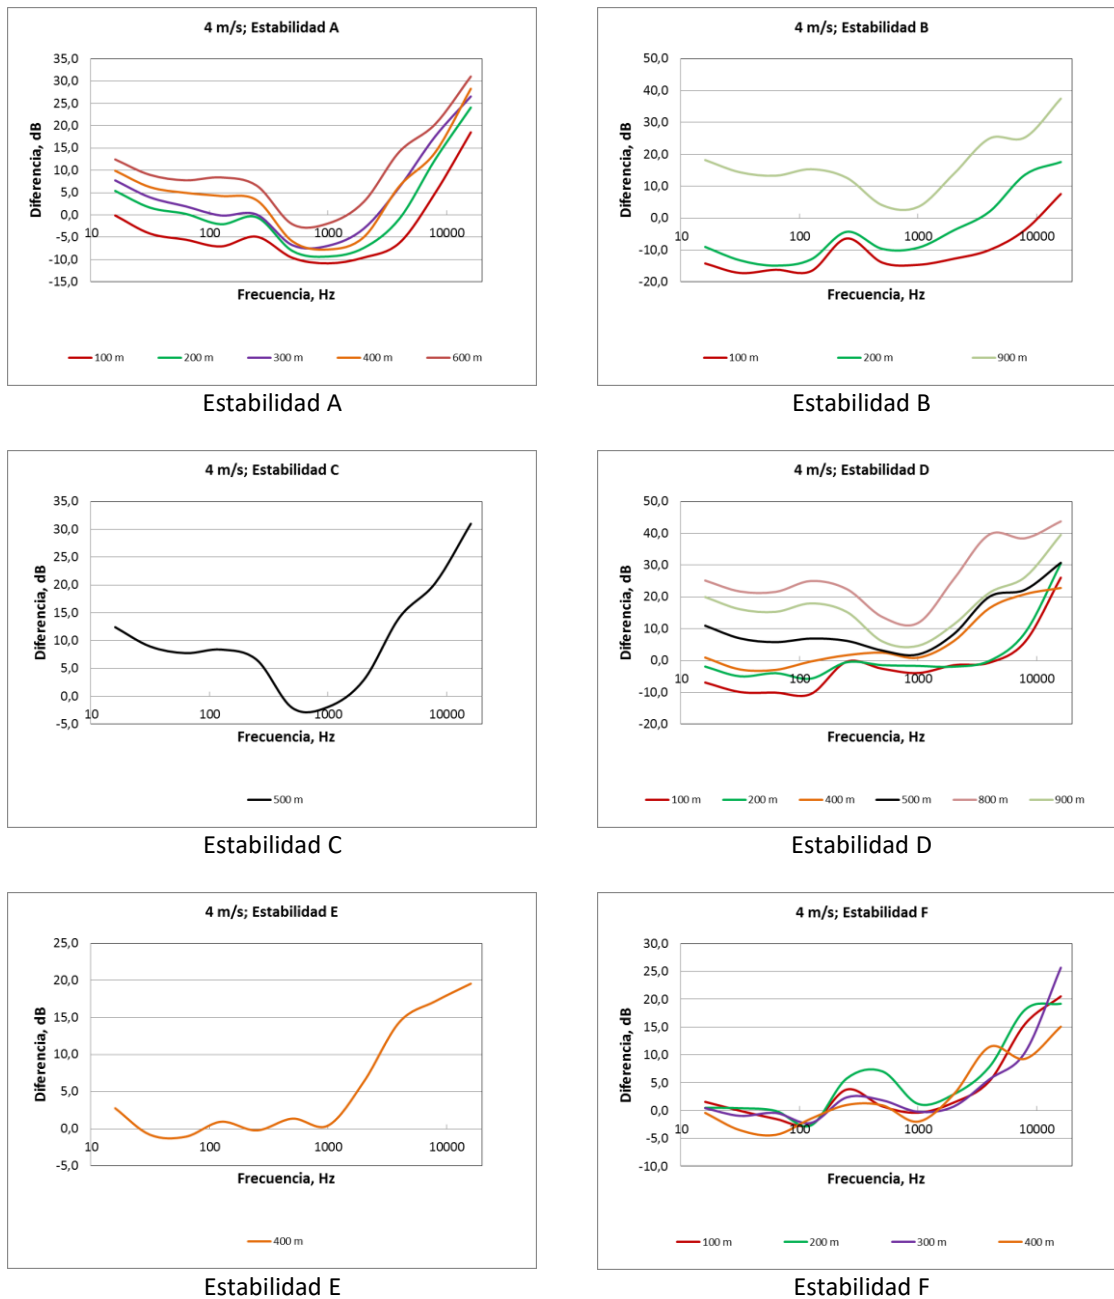 4 m/s; Estabilidad A
35,0
30,0
25,0
20,0
15,0
10,0
5,0
0,0
-5,0
-10,0
-15,0
10
100
1000
10000
Diferencia, dB
Frecuencia, Hz
100 m 200 m 300 m 400 m 600 m
Estabilidad A
4 m/s; Estabilidad B
50,0
40,0
30,0
20,0
10,0
0,0
-10,0
-20,0
10
100
1000
10000
Diferencia, dB
Frecuencia, Hz
100 m 200 m 900 m
Estabilidad B
4 m/s; Estabilidad C
35,0
30,0
25,0
20,0
15,0
10,0
5,0
0,0
-5,0
10
100
1000
10000
Diferencia, dB
Frecuencia, Hz
500 m
Estabilidad C
4 m/s; Estabilidad D
50,0
40,0
30,0
20,0
10,0
0,0
-10,0
-20,0
10
100
1000
10000
Diferencia, dB
Frecuencia, Hz
100 m 200 m 400 m 500 m 800 m 900 m
Estabilidad D
4 m/s; Estabilidad E
25,0
20,0
15,0
10,0
5,0
0,0
-5,0
10
100
1000
10000
Diferencia, dB
Frecuencia, Hz
400 m
Estabilidad E
4 m/s; Estabilidad F
30,0
25,0
20,0
15,0
10,0
5,0
0,0
-5,0
-10,0
10
100
1000
10000
Diferencia, dB
Frecuencia, Hz
100 m 200 m 300 m 400 m
Estabilidad F